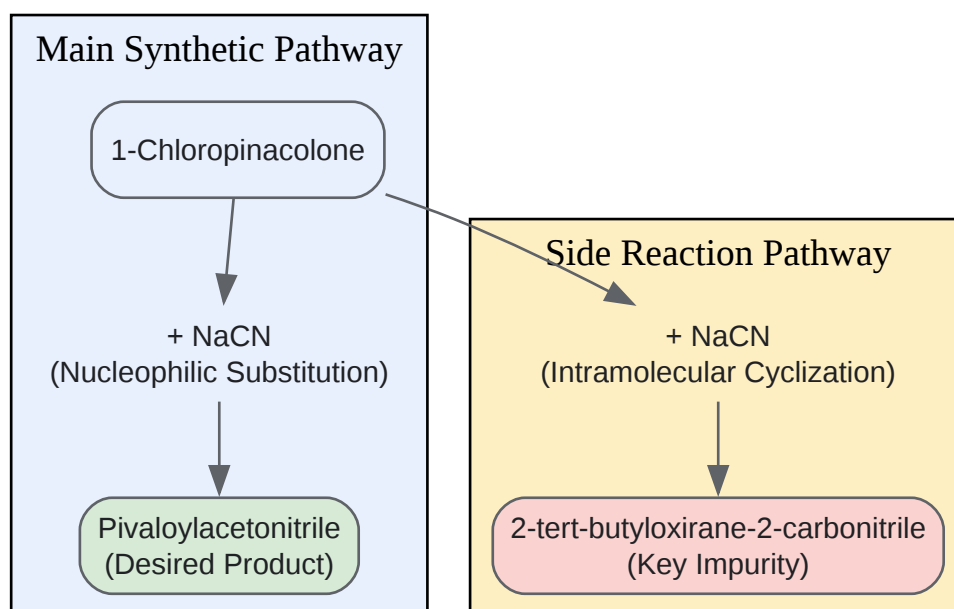 Main Synthetic Pathway
1-Chloropinacolone
+ NaCN
(Nucleophilic Substitution)
Pivaloylacetonitrile
(Desired Product)
Side Reaction Pathway
+ NaCN
(Intramolecular Cyclization)
2-tert-butyloxirane-2-carbonitrile
(Key Impurity)